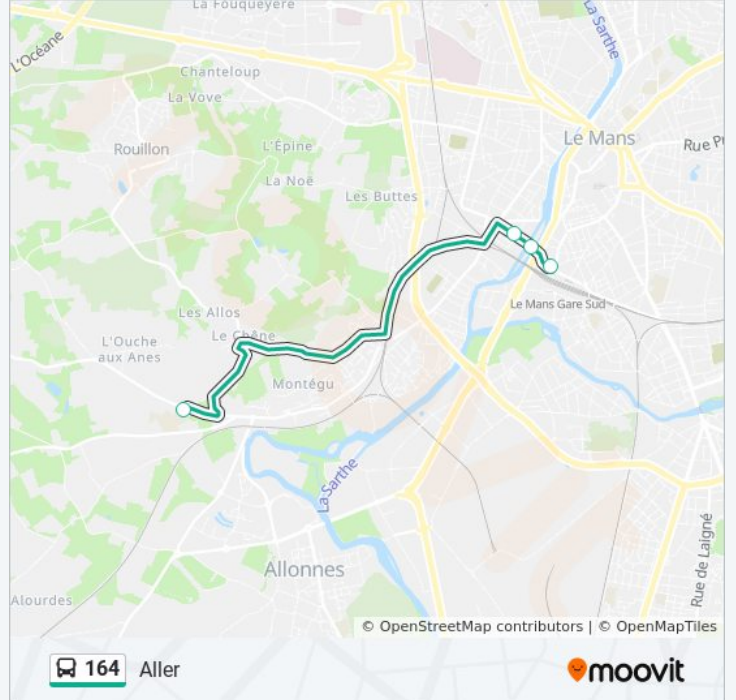 La Fouqueyère
L'Océane
La Sarthe
Chanteloup
La Vove
Le Mans
L'Épine
Rouillon
La Noë
Les Buttes
Les Allos
Le Mans Gare Sud
Le Chêne
L'Ouche
aux Anes
Montégu
La Sarthe
Rue de Laigné
Allonnes
Alourdes
© OpenStreetMap contributors | © OpenMapTiles
164 Aller
moovit